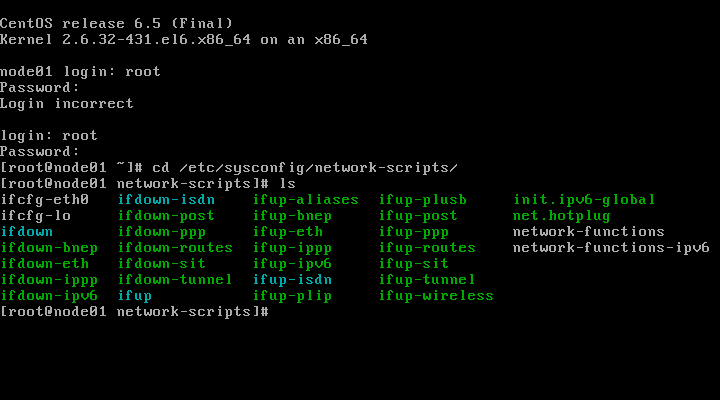 CentOS release 6.5 (Final)
Kernel 2.6.32-431.el6.x86_64 on an x86_64
node01 login: root
Password:
Login incorrect
login: root
Password:
[root@node01 ~]# cd /etc/sysconfig/network-scripts/
[root@node01 network-scripts]# ls
ifcfg-eth0   ifdown-isdn    ifup-aliases  ifup-plusb     init.ipv6-global
ifcfg-lo     ifdown-post    ifup-bnep     ifup-post      net.hotplug
ifdown       ifdown-ppp     ifup-eth      ifup-ppp       network-functions
ifdown-bnep  ifdown-routes  ifup-ippp     ifup-routes    network-functions-ipv6
ifdown-eth   ifdown-sit     ifup-ipv6     ifup-sit
ifdown-ippp  ifdown-tunnel  ifup-isdn     ifup-tunnel
ifdown-ipv6  ifup           ifup-plip     ifup-wireless
[root@node01 network-scripts]#